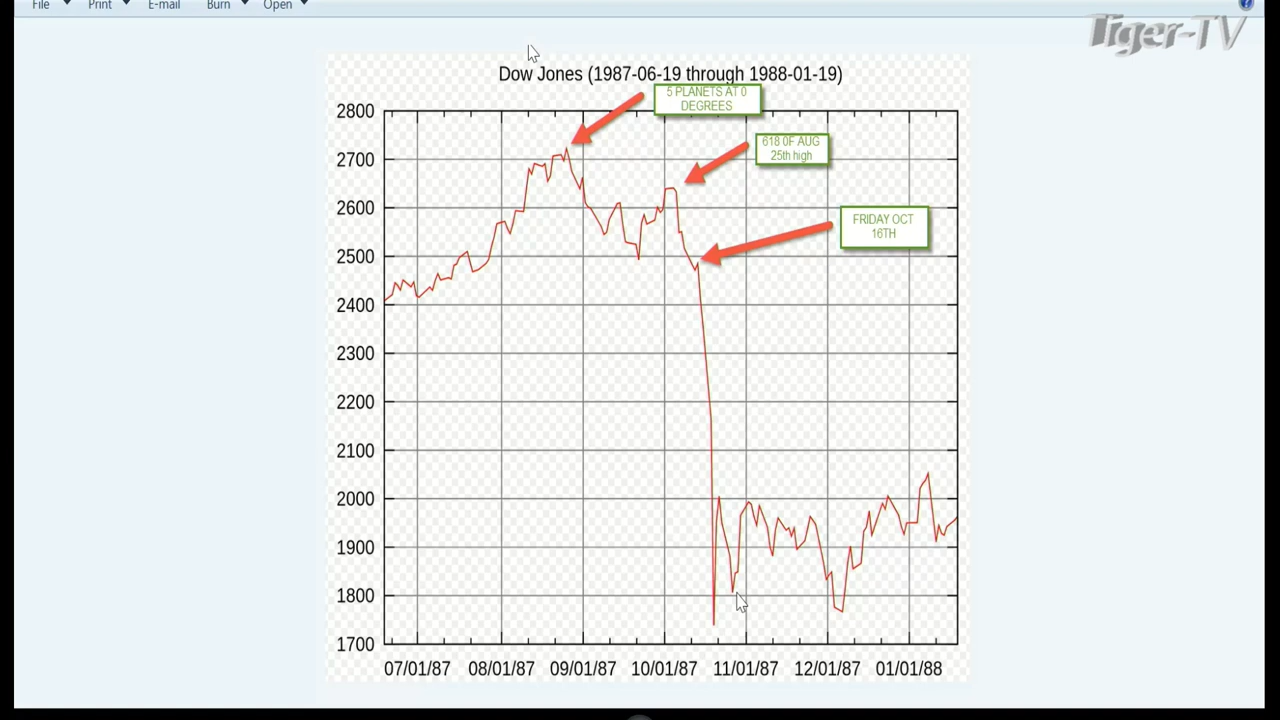 File Print E-mail Burn Open
Tiger-TV
Dow Jones (1987-06-19 through 1988-01-19)
5 PLANETS AT 0
DEGREES
618 0F AUG
25th high
FRIDAY OCT
16TH
2800
2700
2600
2500
2400
2300
2200
2100
2000
1900
1800
1700
07/01/87 08/01/87 09/01/87 10/01/87 11/01/87 12/01/87 01/01/88